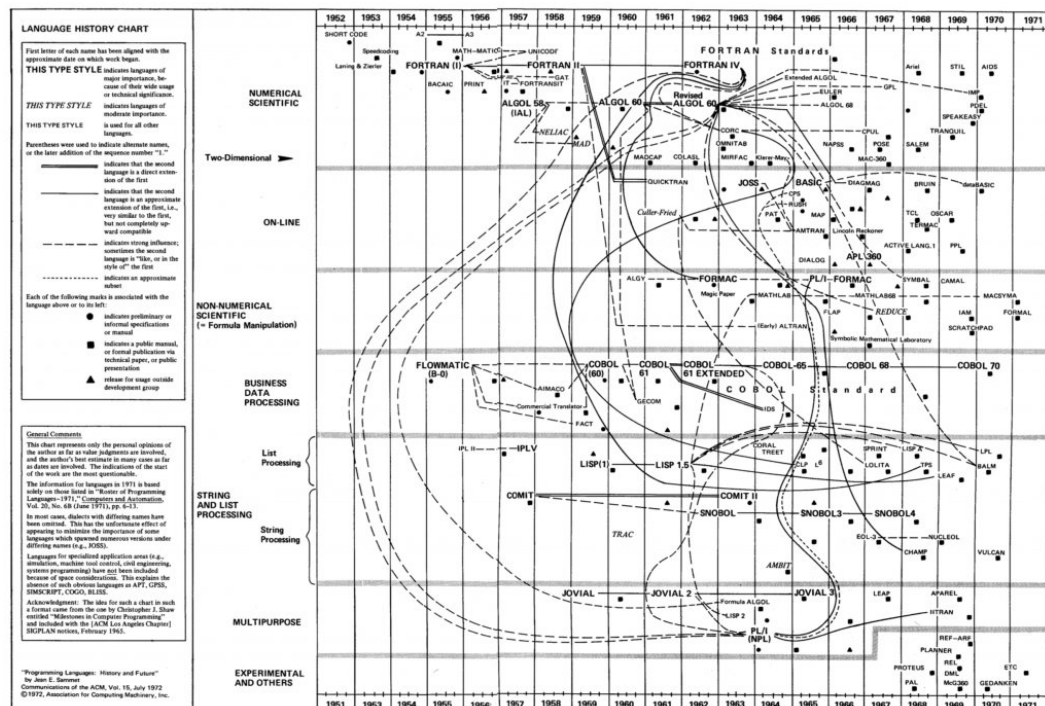 1952 1953 1954 1955 1956 1957 1958 1959 1960 1961 1962 1963 1964 1965 1966 1967 1968 1969 1970 1971
LANGUAGE HISTORY CHART
First letter of each name has been aligned with the
approximate date on which work began.
THIS TYPE STYLE indicates languages of
major importance, be-
cause of their wide usage
or technical significance.
THIS TYPE STYLE indicates languages of
moderate importance.
THIS TYPE STYLE is used for all other
languages.
Parentheses were used to indicate alternate names,
or the later addition of the sequence number "1."
indicates that the second
language is a direct exten-
sion of the first
indicates that the second
language is an approximate
extension of the first, i.e.,
very similar to the first,
but not completely up-
ward compatible
indicates strong influence;
sometimes the second
language is "like, or in the
style of" the first
indicates an approximate
subset
Each of the following marks is associated with the
language above or to its left:
indicates preliminary or
informal specifications
or manual
indicates a public manual,
or formal publication via
technical paper, or public
presentation
release for usage outside
development group
General Comments
This chart represents only the personal opinions of
the author as far as value judgments are involved,
and the author's best estimate in many cases as far
as dates are involved. The indications of the start
of the work are the most questionable.
The information for languages in 1971 is based
solely on those listed in "Roster of Programming
Languages–1971," Computers and Automation,
Vol. 20, No. 6B (June 1971), pp. 6-13.
In most cases, dialects with differing names have
been omitted. This has the unfortunate effect of
appearing to minimize the importance of some
languages which spawned numerous versions under
differing names (e.g., JOSS).
Languages for specialized application areas (e.g.,
simulation, machine tool control, civil engineering,
systems programming) have not been included
because of space considerations. This explains the
absence of such obvious languages as APT, GPSS,
SIMSCRIPT, COGO, BLISS.
Acknowledgment: The idea for such a chart in such
a format came from the one by Christopher J. Shaw
entitled "Milestones in Computer Programming"
and included with the [ACM Los Angeles Chapter]
SIGPLAN notices, February 1965.
"Programming Languages: History and Future"
by Jean E. Sammet
Communications of the ACM, Vol. 15, July 1972
©1972, Association for Computing Machinery, Inc.
NUMERICAL
SCIENTIFIC
Two-Dimensional
SHORT CODE A2 A3
Speedcoding MATH-MATIC UNICODE
Laning & Zierler FORTRAN (I) FORTRAN II FORTRAN IV
FORTRAN Standards
GAT
BACAIC PRINT IT FORTRANSIT
ALGOL 58
(IAL)
ALGOL 60
Revised
ALGOL 60
Extended ALGOL
EULER GPL
ALGOL 68
Ariel STIL AIDS
IMP
PDEL
SPEAKEASY
TRANQUIL
NELIAC
MAD
CORC CPUL
OMNITAB NAPSS POSE SALEM
MADCAP COLASL MIRFAC Klerer-May MAC-360
ON-LINE
QUICKTRAN JOSS BASIC DIAGMAG BRUIN dataBASIC
CPS
RUSH
Culler-Fried PAT MAP TCL OSCAR
TERMAC
AMTRAN Lincoln Reckoner
ACTIVE LANG. I PPL
DIALOG APL 360
NON-NUMERICAL
SCIENTIFIC
(= Formula Manipulation)
ALGY FORMAC PL/I-FORMAC SYMBAL CAMAL
Magic Paper MATHLAB MATHLAB68 MACSYMA
FLAP REDUCE IAM FORMAL
(Early) ALTRAN SCRATCHPAD
Symbolic Mathematical Laboratory
BUSINESS
DATA
PROCESSING
FLOWMATIC
(B-0)
COBOL
(60)
COBOL
61
COBOL
61 EXTENDED
COBOL-65 COBOL 68 COBOL 70
COBOL Standard
AIMACO
Commercial Translator GECOM IDS
FACT
STRING
AND LIST
PROCESSING
List
Processing
String
Processing
IPL II IPLV
CORAL
TREET
SPRINT LISP A LPL
LISP(1) LISP 1.5 CLP L6 LOLITA TPS LEAF BALM
COMIT COMIT II
SNOBOL SNOBOL3 SNOBOL4
TRAC EOL-3 NUCLEOL
CHAMP VULCAN
AMBIT
MULTIPURPOSE
JOVIAL JOVIAL 2 JOVIAL 3 LEAP APAREL
Formula ALGOL
LISP 2
PL/I
(NPL)
EXPERIMENTAL
AND OTHERS
REF-ARF
PLANNER
REL
PROTEUS DML ETC
PAL McG360 GEDANKEN
1951 1952 1953 1954 1955 1956 1957 1958 1959 1960 1961 1962 1963 1964 1965 1966 1967 1968 1969 1970 1971